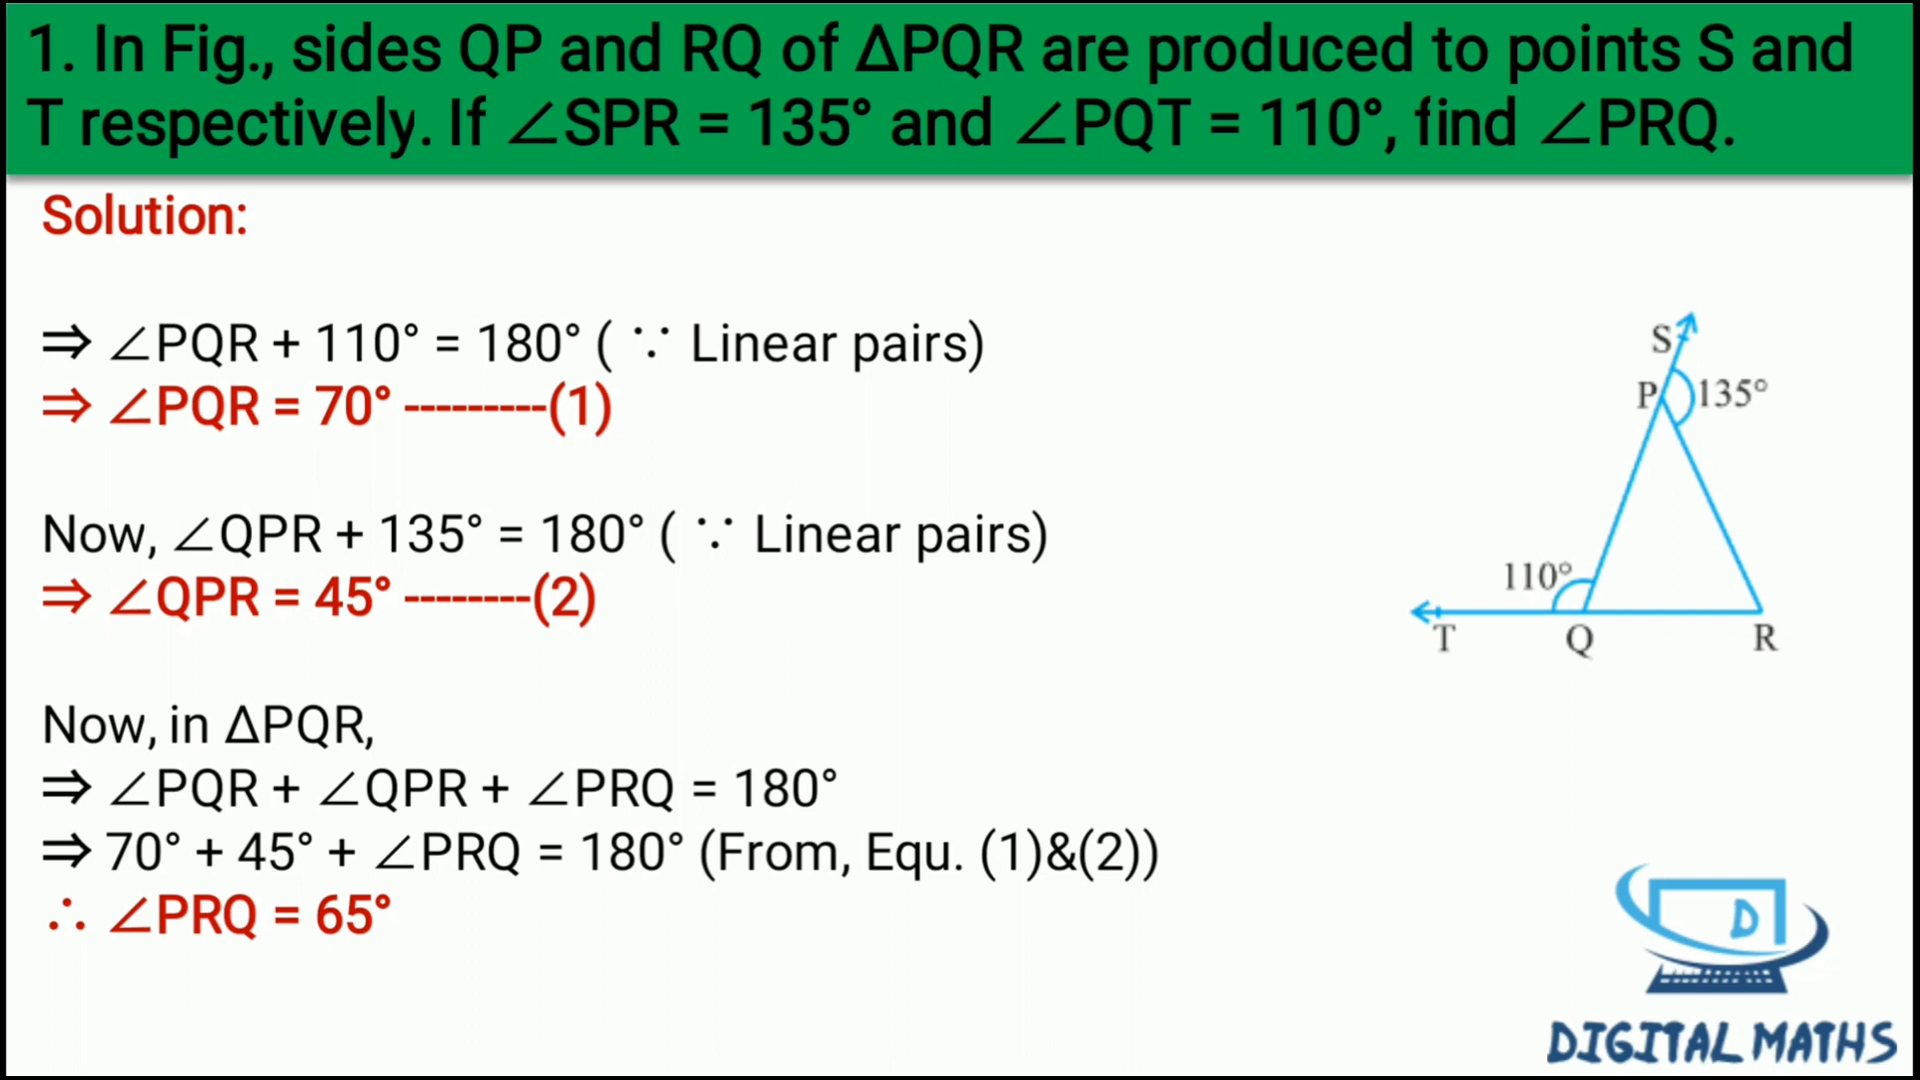 1. In Fig., sides QP and RQ of ΔPQR are produced to points S and
T respectively. If ∠SPR = 135° and ∠PQT = 110°, find ∠PRQ.
Solution:
⇒ ∠PQR + 110° = 180° ( ∵ Linear pairs)
⇒ ∠PQR = 70° ---------(1)
Now, ∠QPR + 135° = 180° ( ∵ Linear pairs)
⇒ ∠QPR = 45° --------(2)
Now, in ΔPQR,
⇒ ∠PQR + ∠QPR + ∠PRQ = 180°
⇒ 70° + 45° + ∠PRQ = 180° (From, Equ. (1)&(2))
∴ ∠PRQ = 65°
S
P 135°
110°
T Q R
D
DIGITAL MATHS